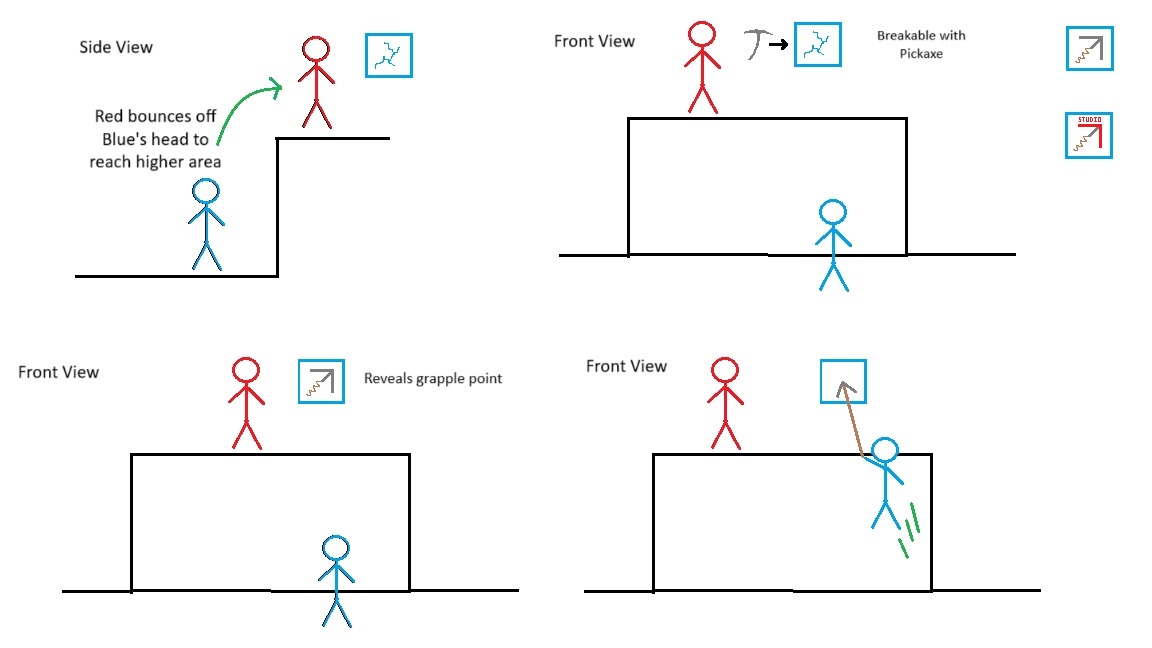 Side View
Red bounces off
Blue's head to
reach higher area
Front View
Breakable with
Pickaxe
STUDIO
Front View
Reveals grapple point
Front View